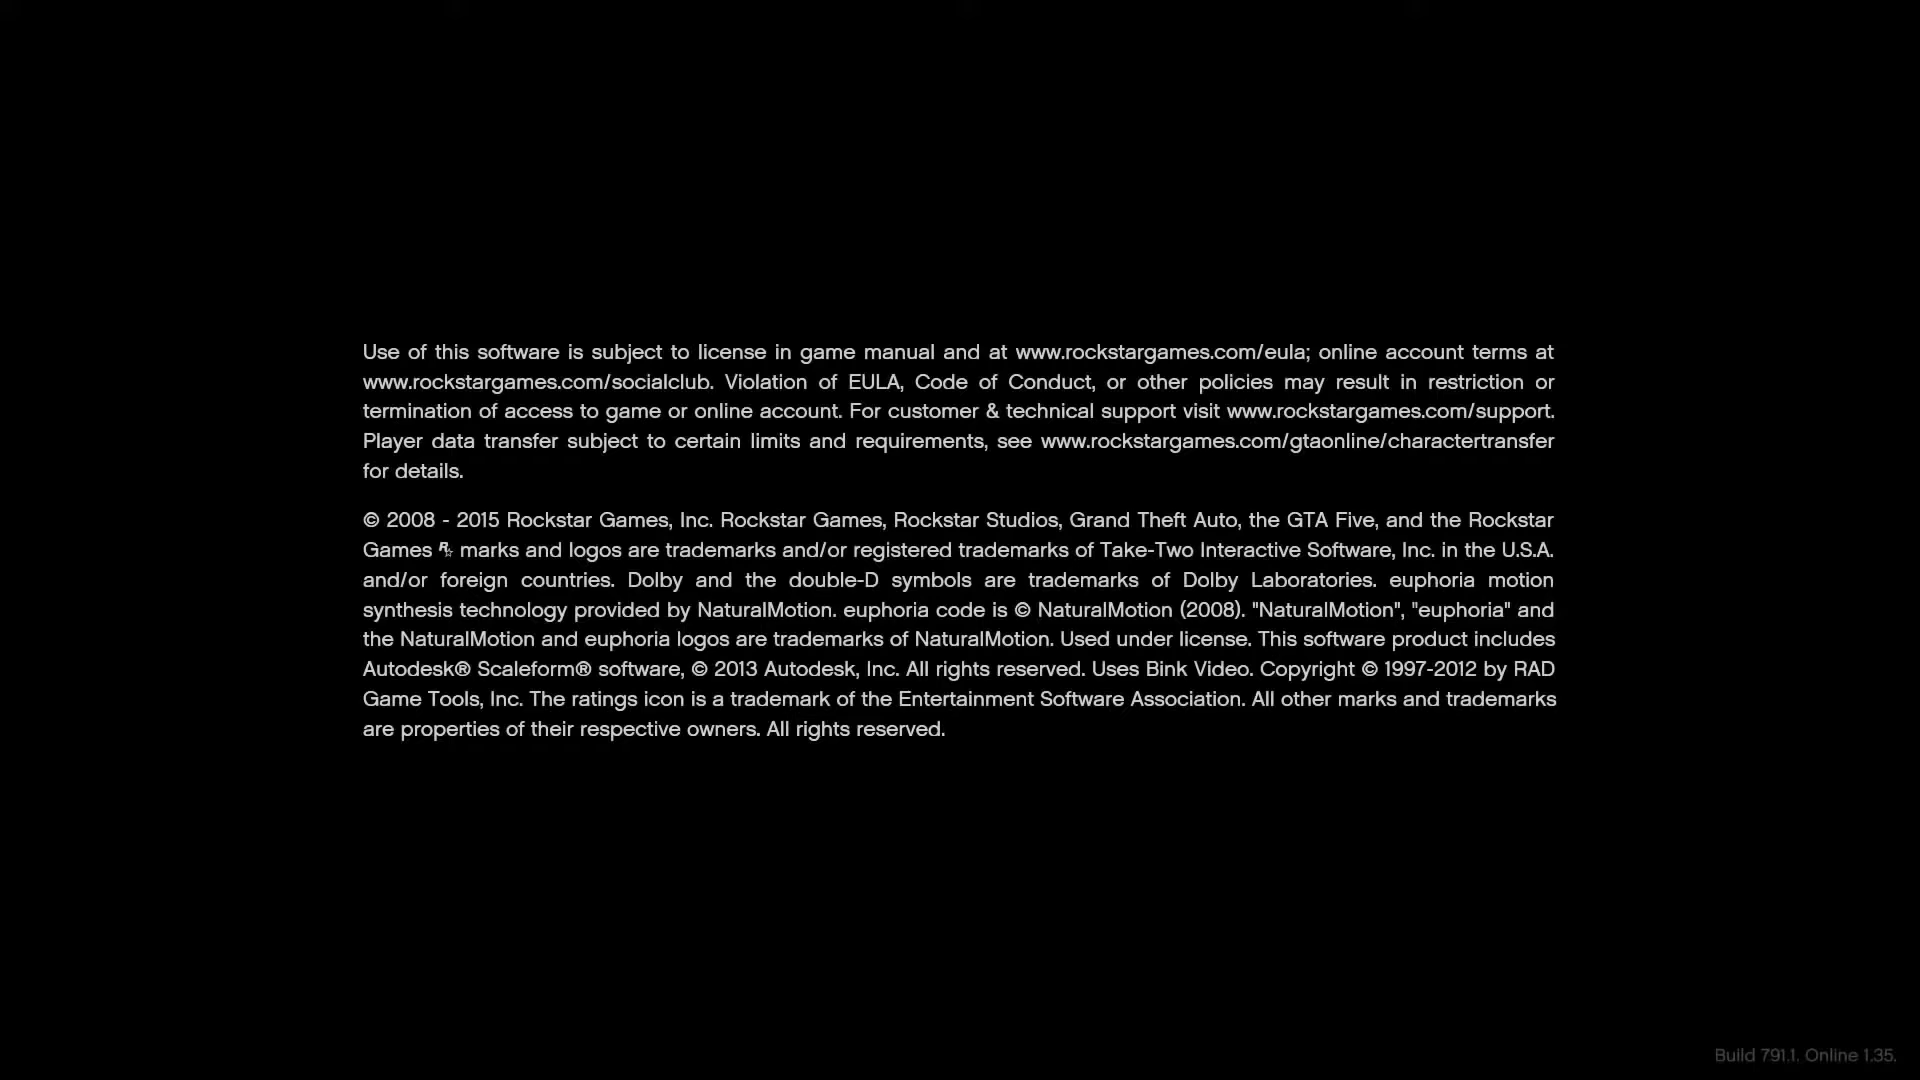 Use of this software is subject to license in game manual and at www.rockstargames.com/eula; online account terms at
www.rockstargames.com/socialclub. Violation of EULA, Code of Conduct, or other policies may result in restriction or
termination of access to game or online account. For customer & technical support visit www.rockstargames.com/support.
Player data transfer subject to certain limits and requirements, see www.rockstargames.com/gtaonline/charactertransfer
for details.
© 2008 - 2015 Rockstar Games, Inc. Rockstar Games, Rockstar Studios, Grand Theft Auto, the GTA Five, and the Rockstar
Games R* marks and logos are trademarks and/or registered trademarks of Take-Two Interactive Software, Inc. in the U.S.A.
and/or foreign countries. Dolby and the double-D symbols are trademarks of Dolby Laboratories. euphoria motion
synthesis technology provided by NaturalMotion. euphoria code is © NaturalMotion (2008). "NaturalMotion", "euphoria" and
the NaturalMotion and euphoria logos are trademarks of NaturalMotion. Used under license. This software product includes
Autodesk® Scaleform® software, © 2013 Autodesk, Inc. All rights reserved. Uses Bink Video. Copyright © 1997-2012 by RAD
Game Tools, Inc. The ratings icon is a trademark of the Entertainment Software Association. All other marks and trademarks
are properties of their respective owners. All rights reserved.
Build 791.1. Online 1.35.